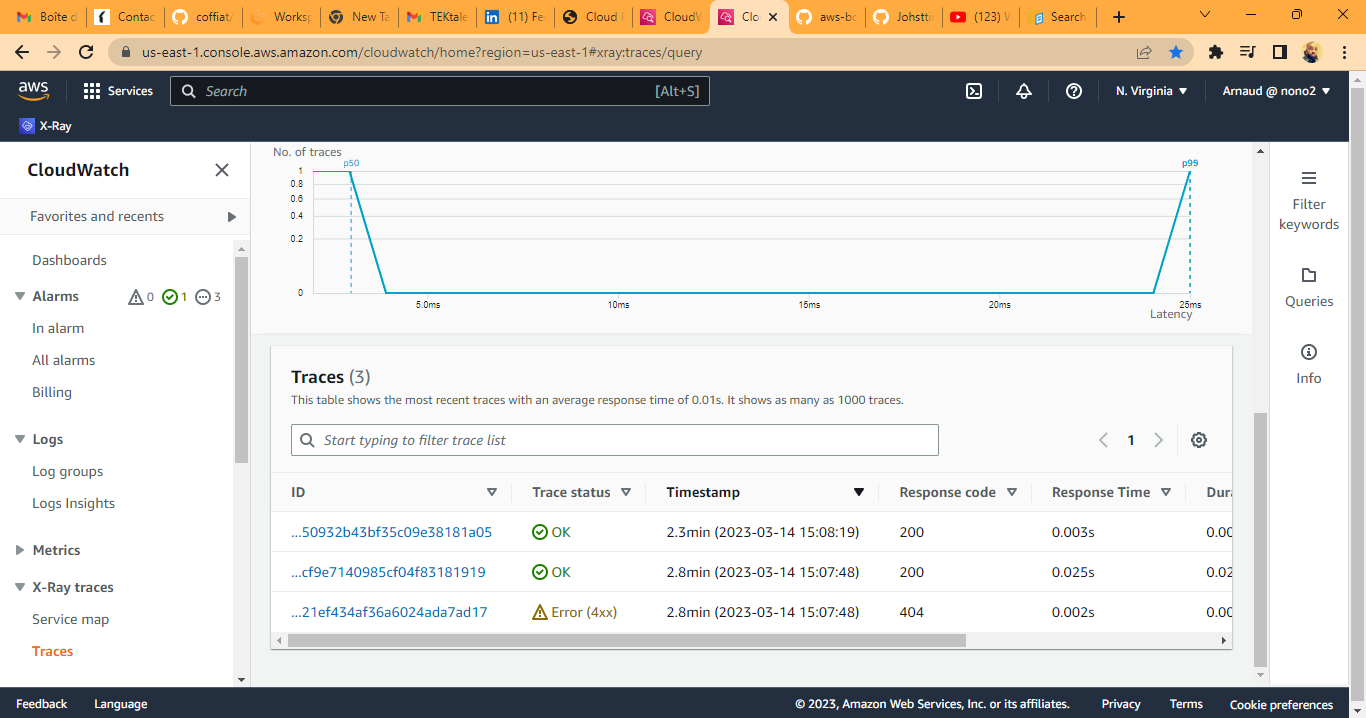 Boîte d
Contac
coffiat/
Worksp
New Ta
TEKtale
(11) Fe
Cloud
CloudW
Clo
aws-bo
Johstti
(123) V
Search
us-east-1.console.aws.amazon.com/cloudwatch/home?region=us-east-1#xray:traces/query
aws
Services
Search
[Alt+S]
N. Virginia
Arnaud @ nono2
X-Ray
CloudWatch
Favorites and recents
Dashboards
Alarms
0
1
3
In alarm
All alarms
Billing
Logs
Log groups
Logs Insights
Metrics
X-Ray traces
Service map
Traces
No. of traces
p50
p99
1
0.8
0.6
0.4
0.2
0
5.0ms
10ms
15ms
20ms
25ms
Latency
Traces (3)
This table shows the most recent traces with an average response time of 0.01s. It shows as many as 1000 traces.
Start typing to filter trace list
1
ID Trace status Timestamp Response code Response Time Dura
...50932b43bf35c09e38181a05 OK 2.3min (2023-03-14 15:08:19) 200 0.003s 0.00
...cf9e7140985cf04f83181919 OK 2.8min (2023-03-14 15:07:48) 200 0.025s 0.02
...21ef434af36a6024ada7ad17 Error (4xx) 2.8min (2023-03-14 15:07:48) 404 0.002s 0.00
Filter
keywords
Queries
Info
Feedback
Language
© 2023, Amazon Web Services, Inc. or its affiliates.
Privacy
Terms
Cookie preferences